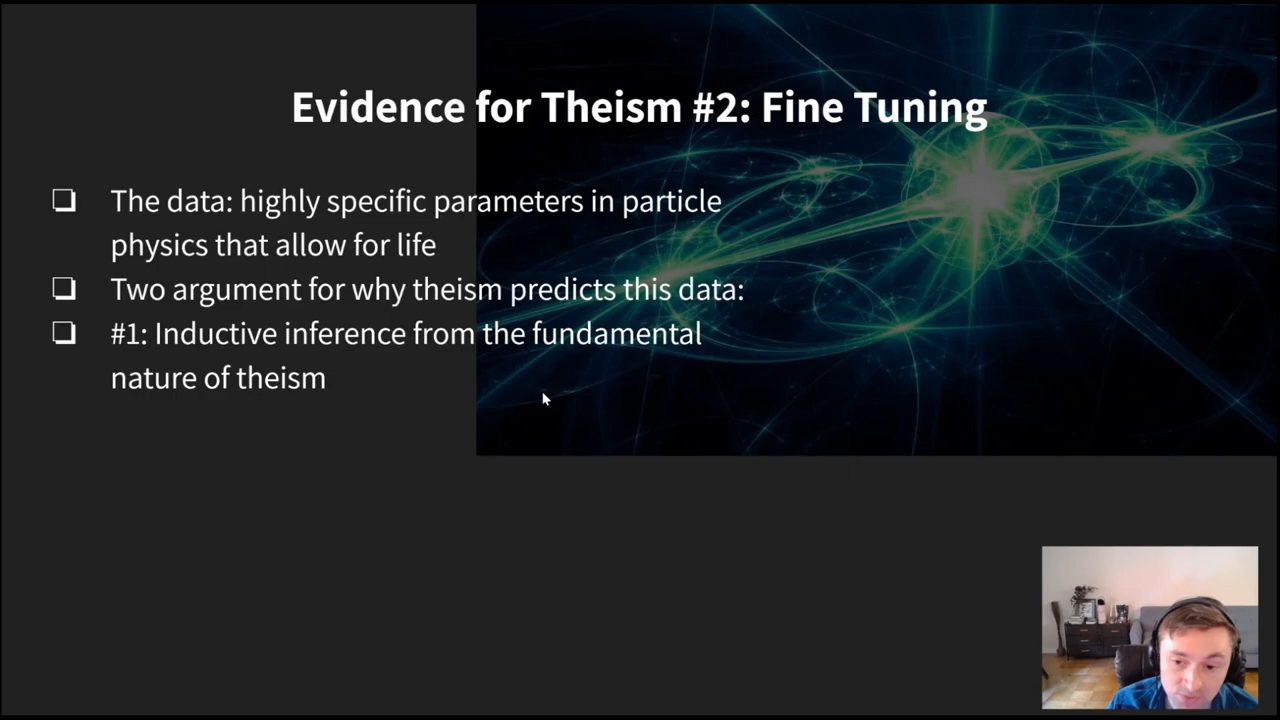 Evidence for Theism #2: Fine Tuning
❏ The data: highly specific parameters in particle
physics that allow for life
❏ Two argument for why theism predicts this data:
❏ #1: Inductive inference from the fundamental
nature of theism